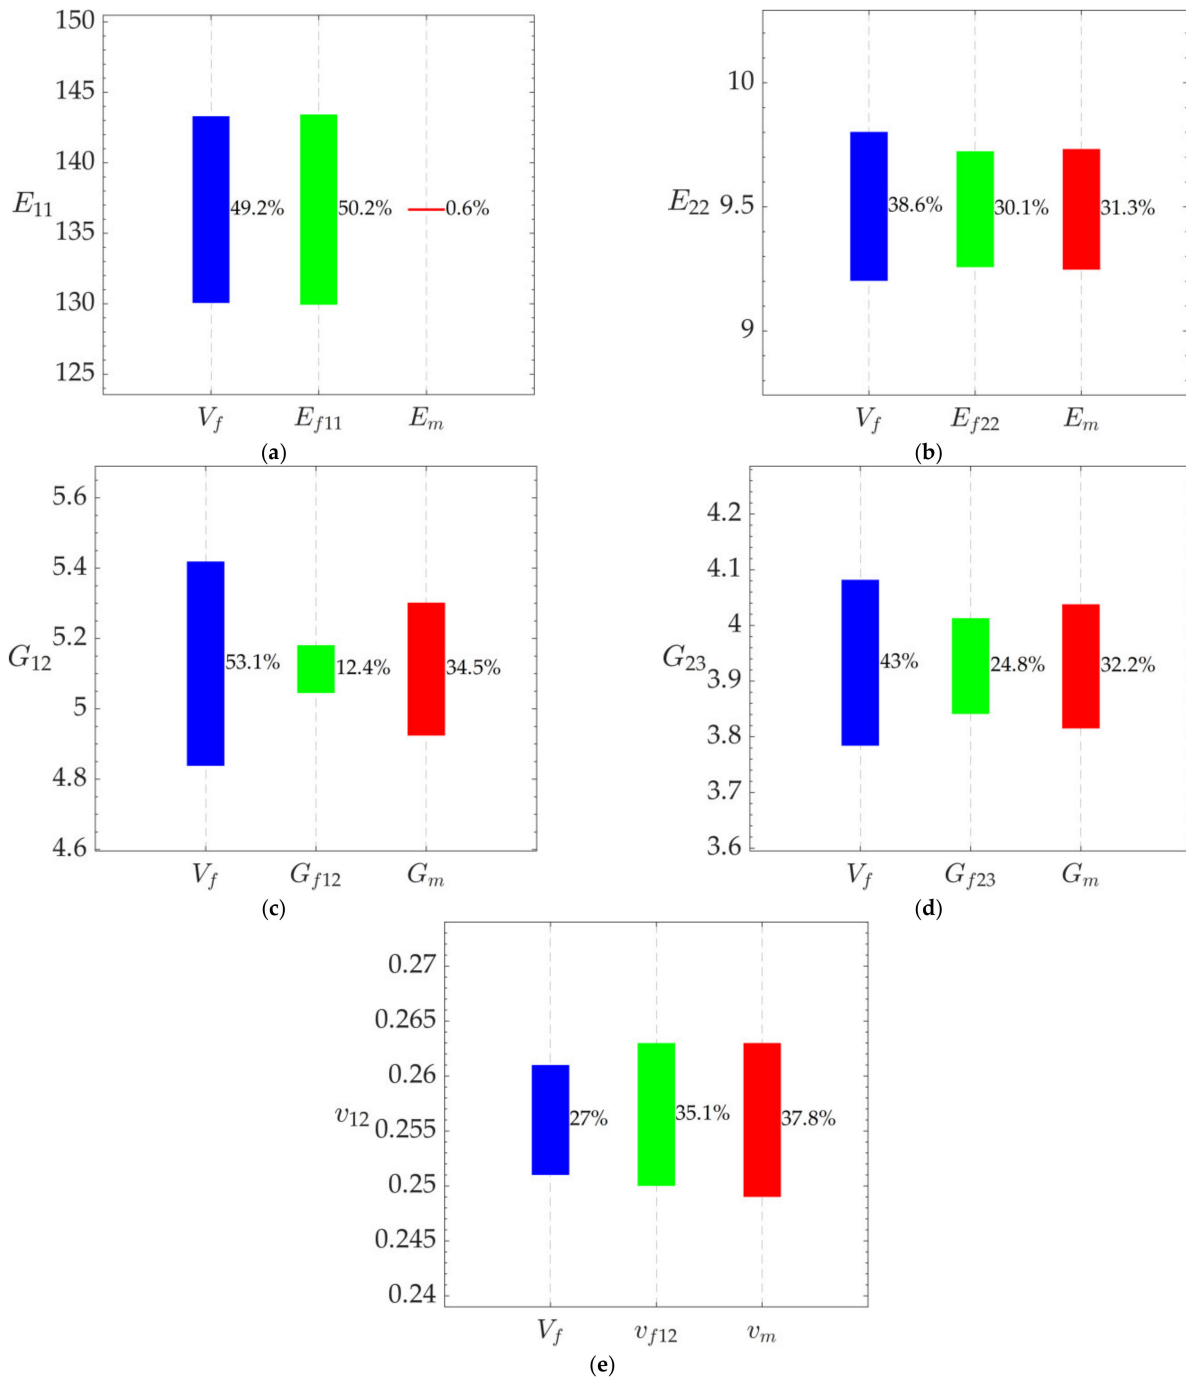 150
145
140
E11 135
130
125
49.2% 50.2% 0.6%
Vf Ef11 Em
(a)
10
E22 9.5
9
38.6% 30.1% 31.3%
Vf Ef22 Em
(b)
5.6
5.4
5.2
G12
5
4.8
4.6
53.1% 12.4% 34.5%
Vf Gf12 Gm
(c)
4.2
4.1
4
G23
3.9
3.8
3.7
3.6
43% 24.8% 32.2%
Vf Gf23 Gm
(d)
0.27
0.265
0.26
v12 0.255
0.25
0.245
0.24
27% 35.1% 37.8%
Vf vf12 vm
(e)